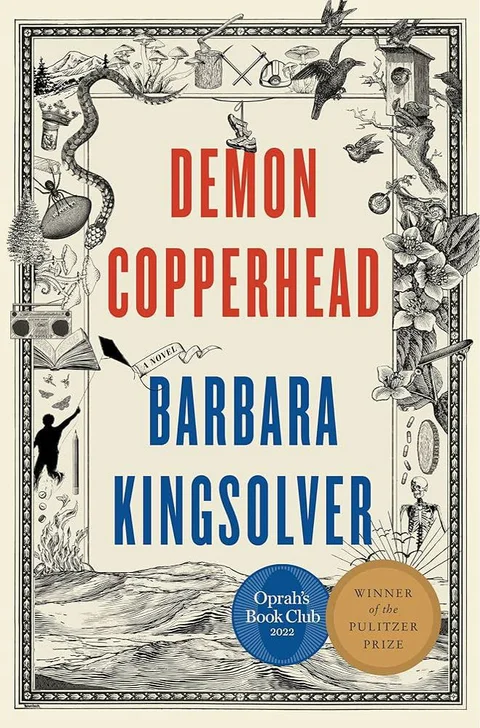 DEMON
COPPERHEAD
A NOVEL
BARBARA
KINGSOLVER
Oprah's
Book Club
2022
WINNER
of the
PULITZER
PRIZE